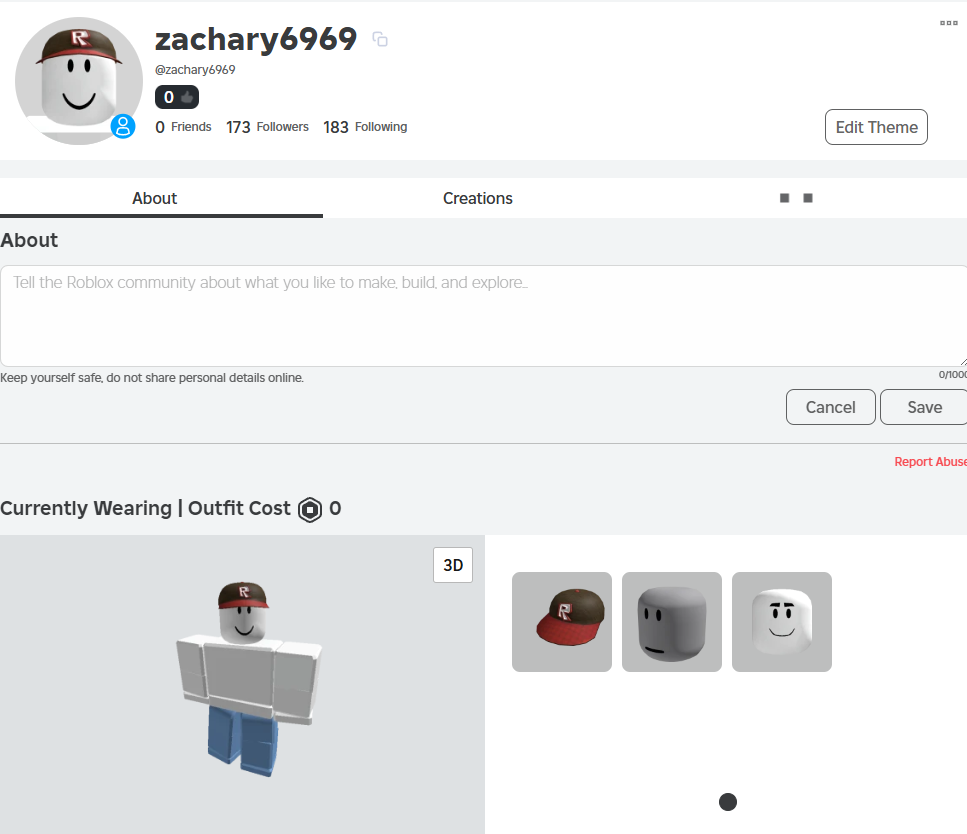 zachary6969
@zachary6969
0
0 Friends 173 Followers 183 Following
Edit Theme
About Creations
About
Tell the Roblox community about what you like to make, build, and explore...
Keep yourself safe, do not share personal details online.
0/1000
Cancel Save
Report Abuse
Currently Wearing | Outfit Cost 0
3D